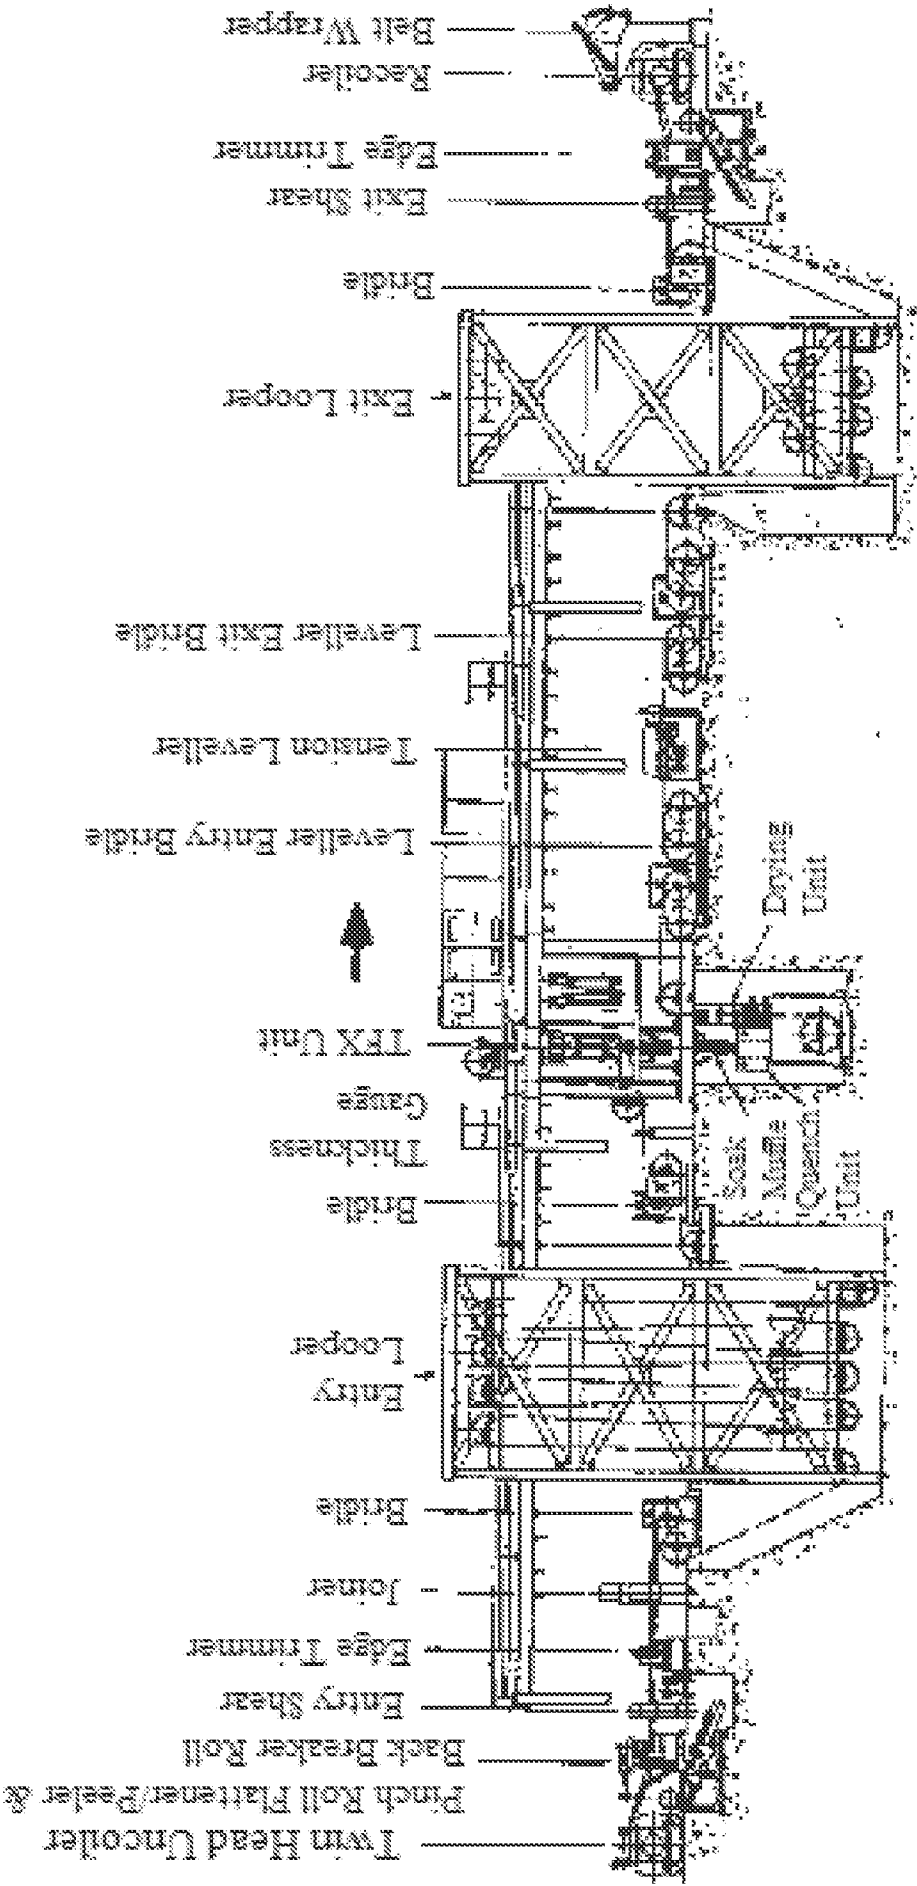 Twin Head Uncoiler
Pinch Roll Flattener/Peeler &
Back Breaker Roll
Entry Shear
Edge Trimmer
Joiner
Bridle
Entry
Looper
Bridle
Thickness
Gauge
TFX Unit
Leveller Entry Bridle
Tension Leveller
Leveller Exit Bridle
Exit Looper
Bridle
Exit Shear
Edge Trimmer
Recoiler
Belt Wrapper
Soak
Muffle
Quench
Unit
Drying
Unit